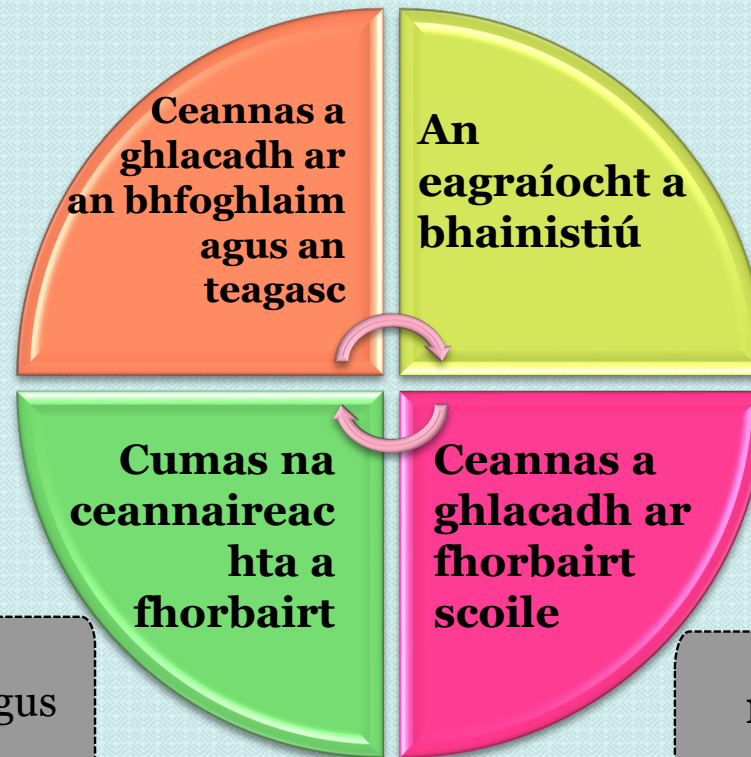 Ceannas a
ghlacadh ar
an bhfoghlaim
agus an
teagasc
An
eagraíocht a
bhainistiú
Cumas na
ceannaireac
hta a
fhorbairt
Ceannas a
ghlacadh ar
fhorbairt
scoile
gus